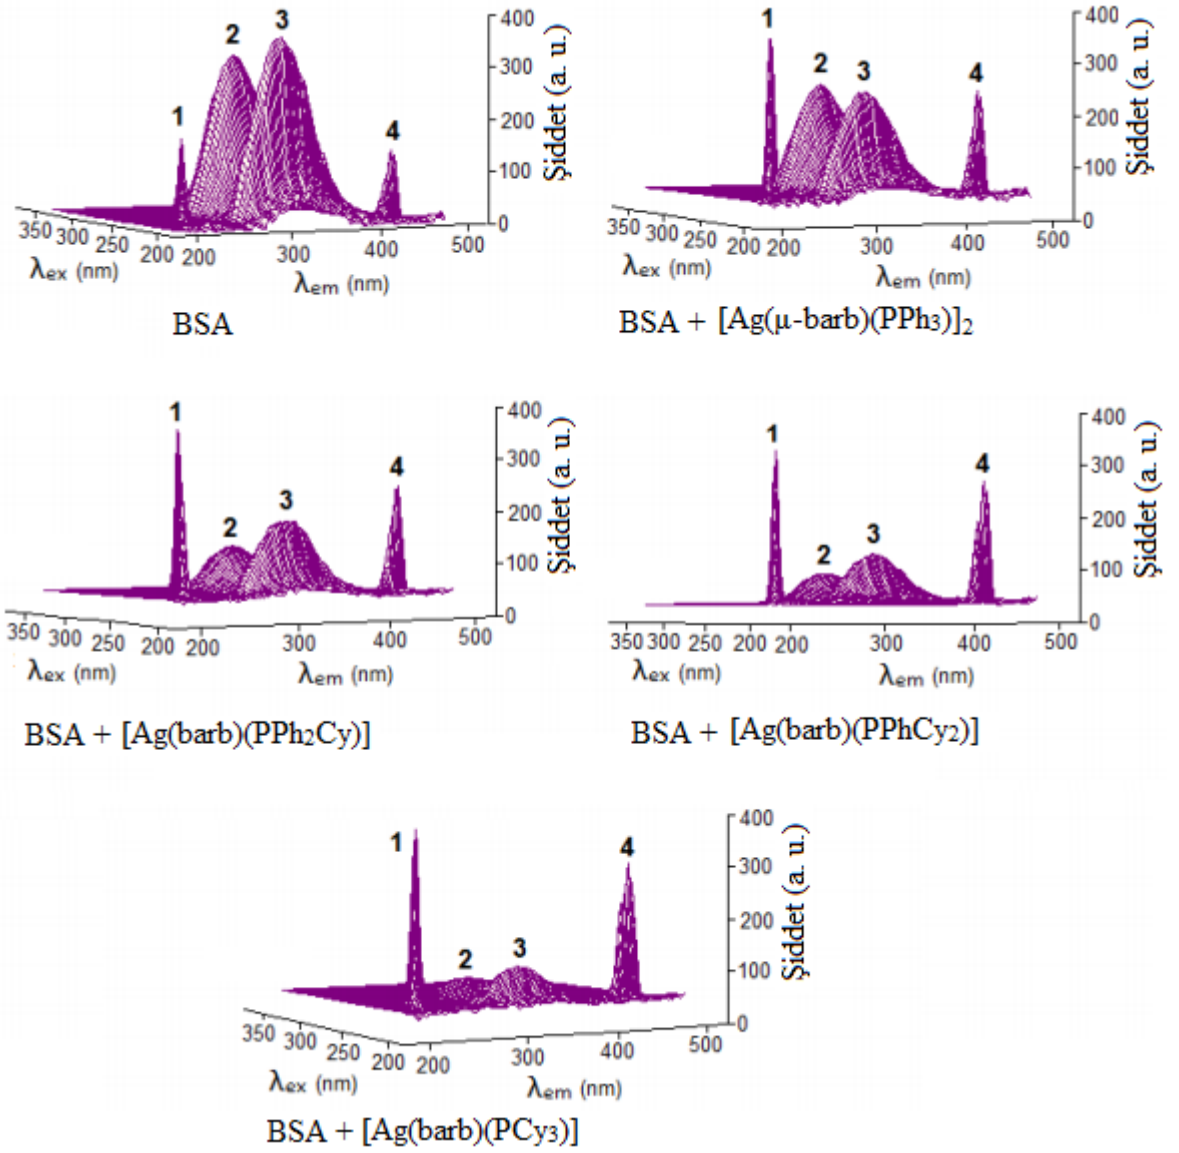 1
2
3
4
400
300
200
100
0
Şiddet (a. u.)
350 300 250 200 200 300 400 500
λex (nm)
λem (nm)
BSA
1
2
3
4
400
300
200
100
0
Şiddet (a. u.)
350 300 250 200 200 300 400 500
λex (nm)
λem (nm)
BSA + [Ag(μ-barb)(PPh3)]2
1
2
3
4
400
300
200
100
0
Şiddet (a. u.)
350 300 250 200 200 300 400 500
λex (nm)
λem (nm)
BSA + [Ag(barb)(PPh2Cy)]
1
2
3
4
400
300
200
100
0
Şiddet (a. u.)
350 300 250 200 200 300 400 500
λex (nm)
λem (nm)
BSA + [Ag(barb)(PPhCy2)]
1
2
3
4
400
300
200
100
0
Şiddet (a. u.)
350 300 250 200 200 300 400 500
λex (nm)
λem (nm)
BSA + [Ag(barb)(PCy3)]